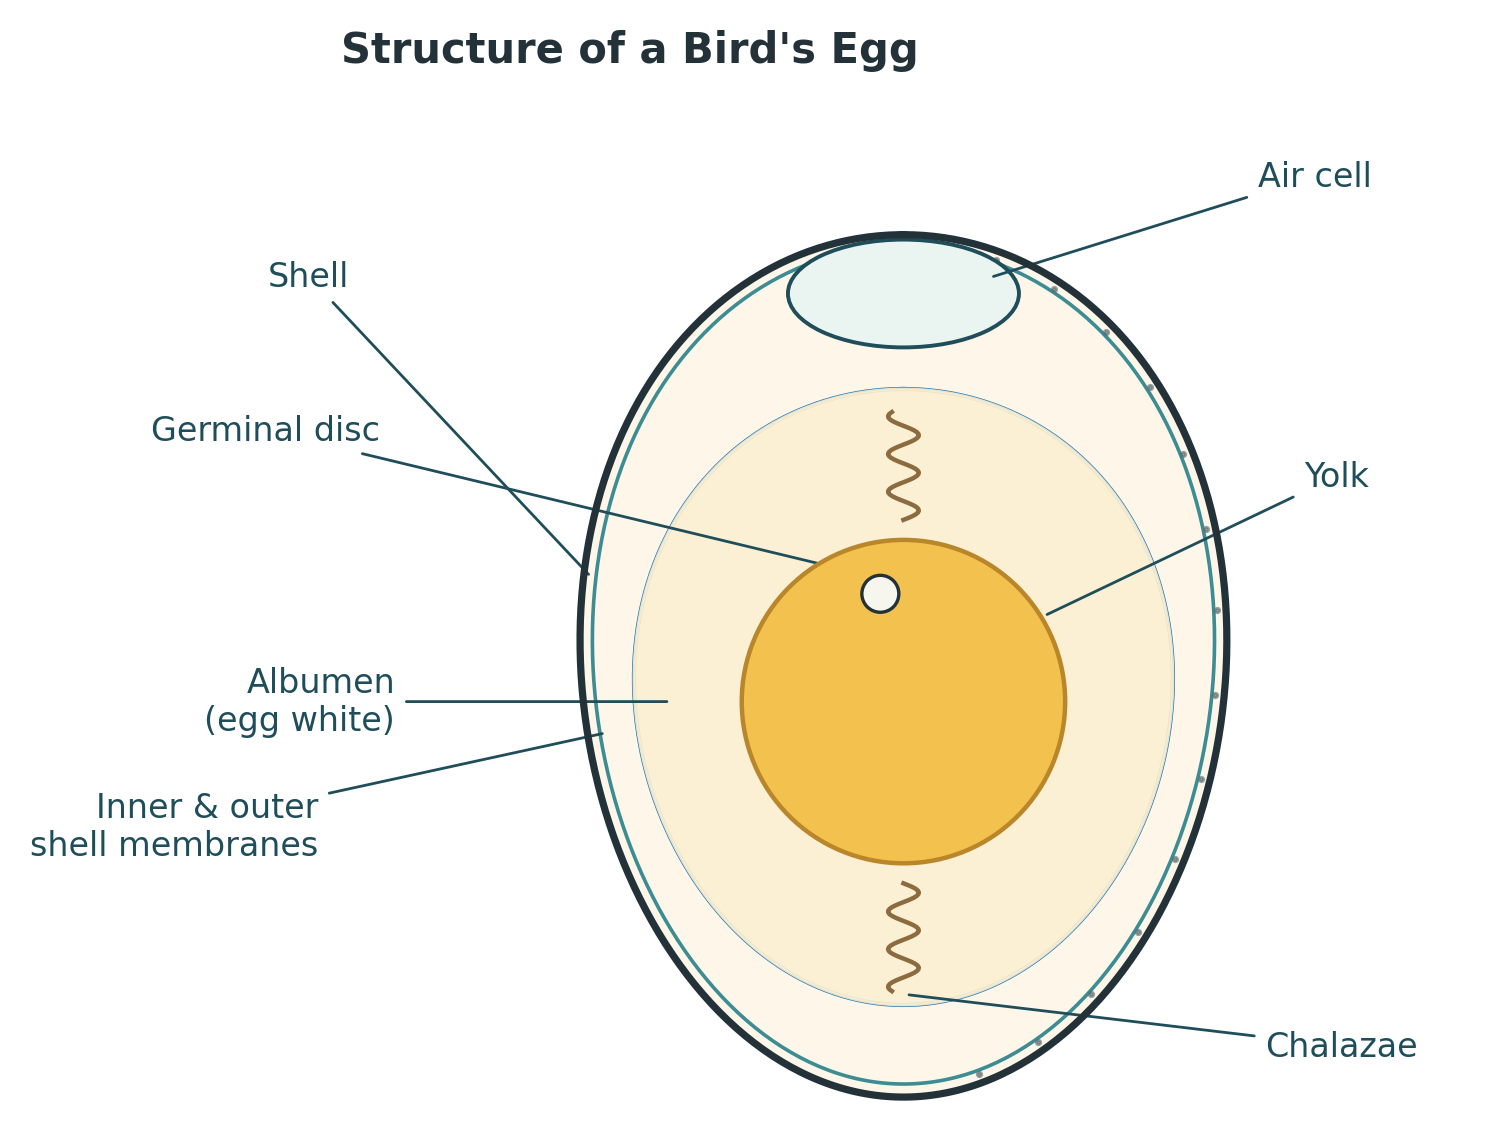 Structure of a Bird's Egg
Air cell
Shell
Germinal disc
Yolk
Albumen
(egg white)
Inner & outer
shell membranes
Chalazae